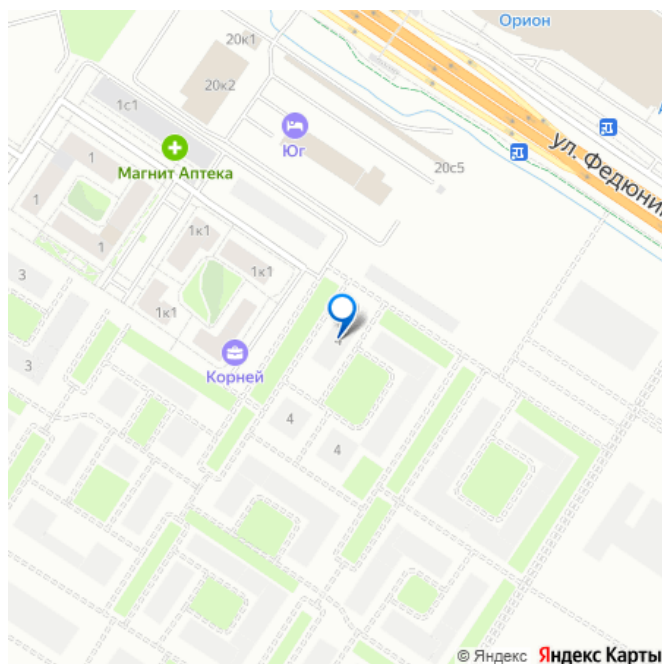 Орион
20к1
20к2
1с1
Юг
Магнит Аптека
20с5
ул. Федюнин
1
1
1
1к1
1к1
1к1
3
3
Корней
4
4
© Яндекс Яндекс Карты